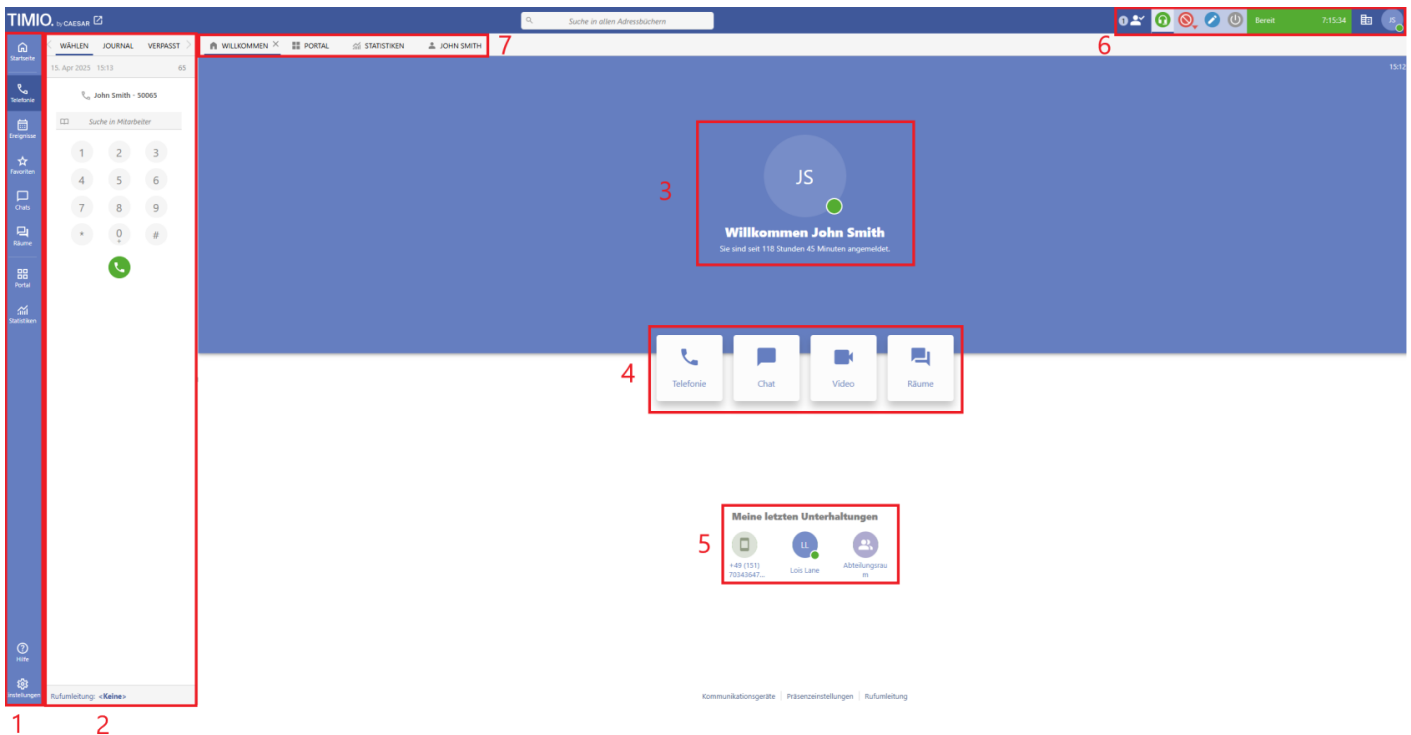 TIMIO. by CAESAR
Suche in allen Adressbüchern
1
Bereit
7:15:34
JS
6
WÄHLEN JOURNAL VERPASST
WILLKOMMEN PORTAL STATISTIKEN JOHN SMITH
7
15. Apr 2025 15:13 65
15:12
John Smith - 50065
Suche in Mitarbeiter
1 2 3
4 5 6
7 8 9
* 0 #
+
Startseite
Telefonie
Ereignisse
Favoriten
Chats
Räume
Portal
Statistiken
Hilfe
Einstellungen
Rufumleitung: <Keine>
1
2
3
JS
Willkommen John Smith
Sie sind seit 118 Stunden 45 Minuten angemeldet.
4
Telefonie Chat Video Räume
5
Meine letzten Unterhaltungen
LL
+49 (151)
70343647...
Lois Lane
Abteilungsrau
m
Kommunikationsgeräte | Präsenzeinstellungen | Rufumleitung